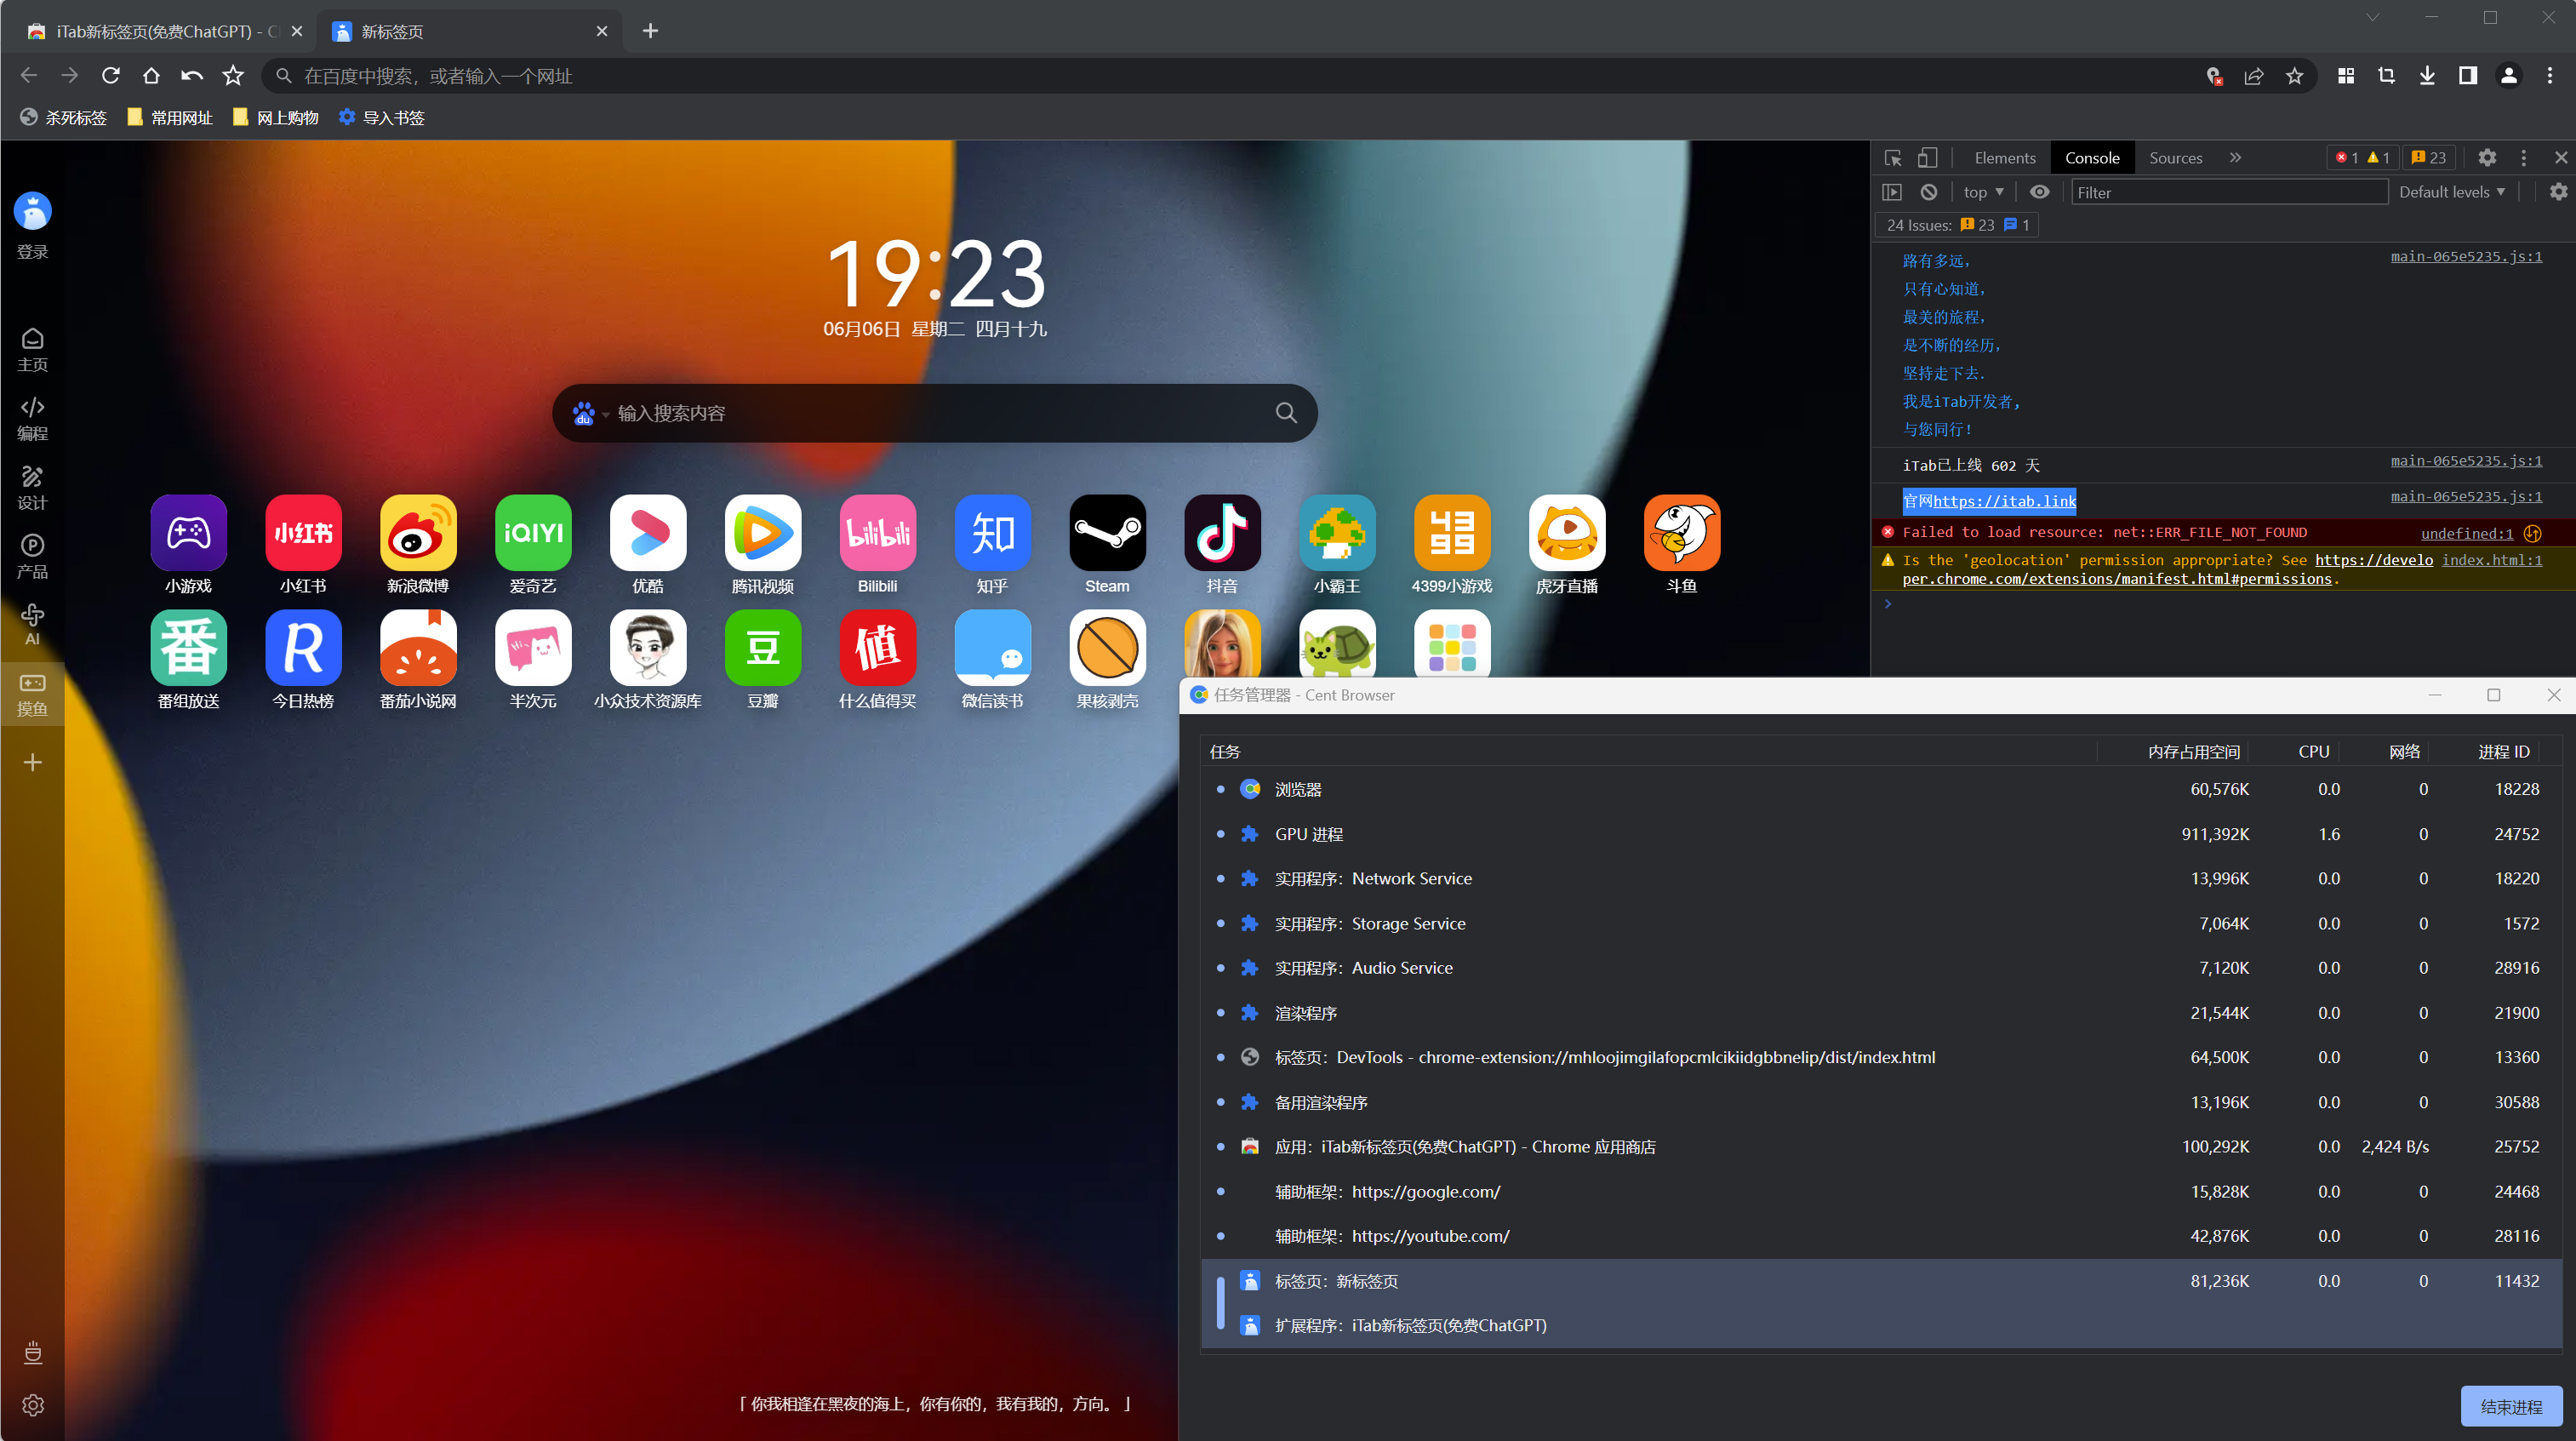 iTab新标签页(免费ChatGPT) - C
新标签页
在百度中搜索，或者输入一个网址
杀死标签
常用网址
网上购物
导入书签
登录
主页
编程
设计
产品
AI
摸鱼
19:23
06月06日 星期二 四月十九
du
输入搜索内容
小红书
iQIYI
bilibili
知
43
99
小游戏
小红书
新浪微博
爱奇艺
优酷
腾讯视频
Bilibili
知乎
Steam
抖音
小霸王
4399小游戏
虎牙直播
斗鱼
番
R
Hi~
豆
值
番组放送
今日热榜
番茄小说网
半次元
小众技术资源库
豆瓣
什么值得买
微信读书
果核剥壳
「 你我相逢在黑夜的海上，你有你的，我有我的，方向。 」
Elements
Console
Sources
1
1
23
top
Filter
Default levels
24 Issues:
23
1
路有多远，
main-065e5235.js:1
只有心知道，
最美的旅程，
是不断的经历，
坚持走下去．
我是iTab开发者，
与您同行！
iTab已上线 602 天
main-065e5235.js:1
官网https://itab.link
main-065e5235.js:1
Failed to load resource: net::ERR_FILE_NOT_FOUND
undefined:1
Is the 'geolocation' permission appropriate? See https://develo
index.html:1
per.chrome.com/extensions/manifest.html#permissions.
任务管理器 - Cent Browser
任务 内存占用空间 CPU 网络 进程 ID
浏览器 60,576K 0.0 0 18228
GPU 进程 911,392K 1.6 0 24752
实用程序：Network Service 13,996K 0.0 0 18220
实用程序：Storage Service 7,064K 0.0 0 1572
实用程序：Audio Service 7,120K 0.0 0 28916
渲染程序 21,544K 0.0 0 21900
标签页：DevTools - chrome-extension://mhloojimgilafopcmlcikiidgbbnelip/dist/index.html 64,500K 0.0 0 13360
备用渲染程序 13,196K 0.0 0 30588
应用：iTab新标签页(免费ChatGPT) - Chrome 应用商店 100,292K 0.0 2,424 B/s 25752
辅助框架：https://google.com/ 15,828K 0.0 0 24468
辅助框架：https://youtube.com/ 42,876K 0.0 0 28116
标签页：新标签页 81,236K 0.0 0 11432
扩展程序：iTab新标签页(免费ChatGPT)
结束进程